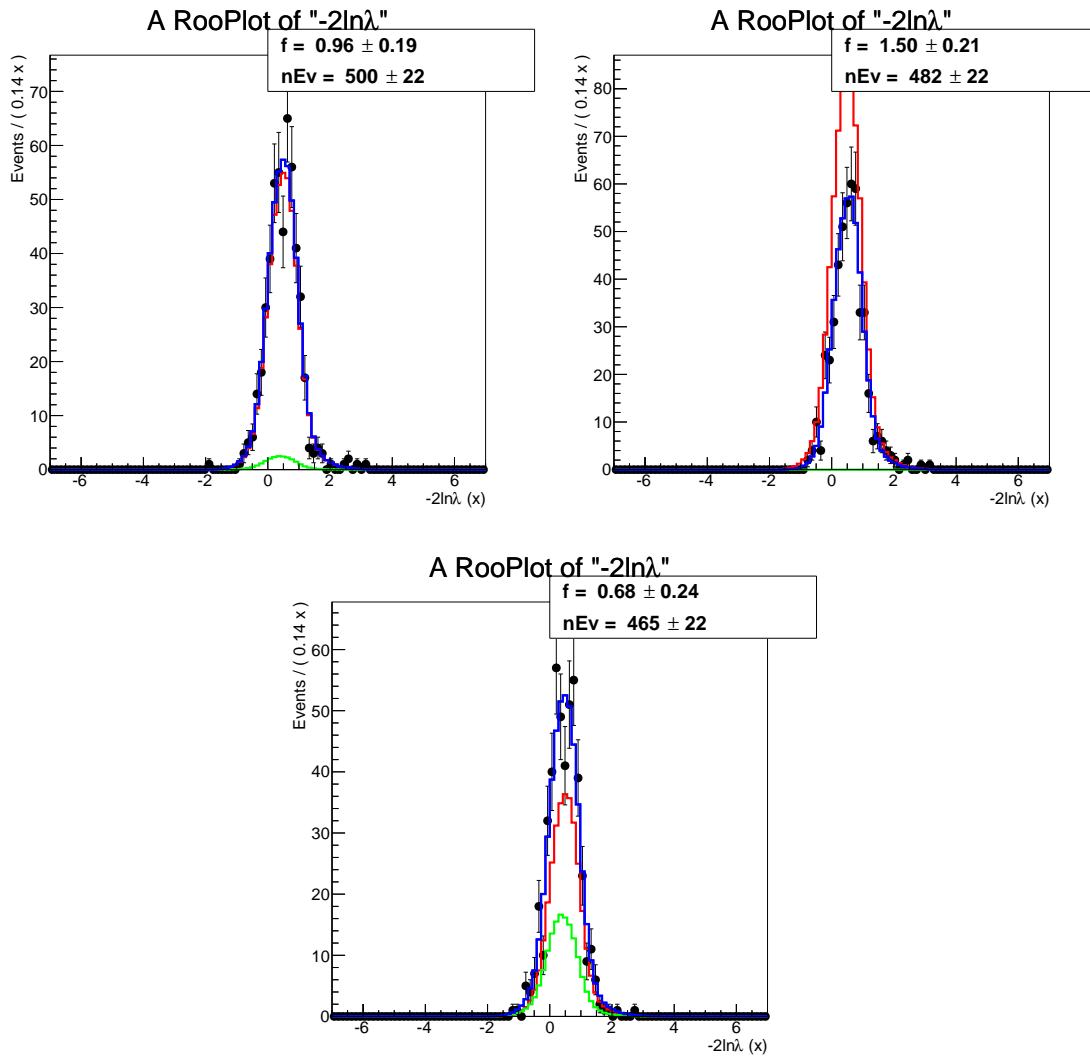 A RooPlot of "-2lnλ"
f = 0.96 ± 0.19
nEv = 500 ± 22
Events / ( 0.14 x )
70
60
50
40
30
20
10
0
-6 -4 -2 0 2 4 6
-2lnλ (x)
A RooPlot of "-2lnλ"
f = 1.50 ± 0.21
nEv = 482 ± 22
Events / ( 0.14 x )
80
70
60
50
40
30
20
10
0
-6 -4 -2 0 2 4 6
-2lnλ (x)
A RooPlot of "-2lnλ"
f = 0.68 ± 0.24
nEv = 465 ± 22
Events / ( 0.14 x )
60
50
40
30
20
10
0
-6 -4 -2 0 2 4 6
-2lnλ (x)